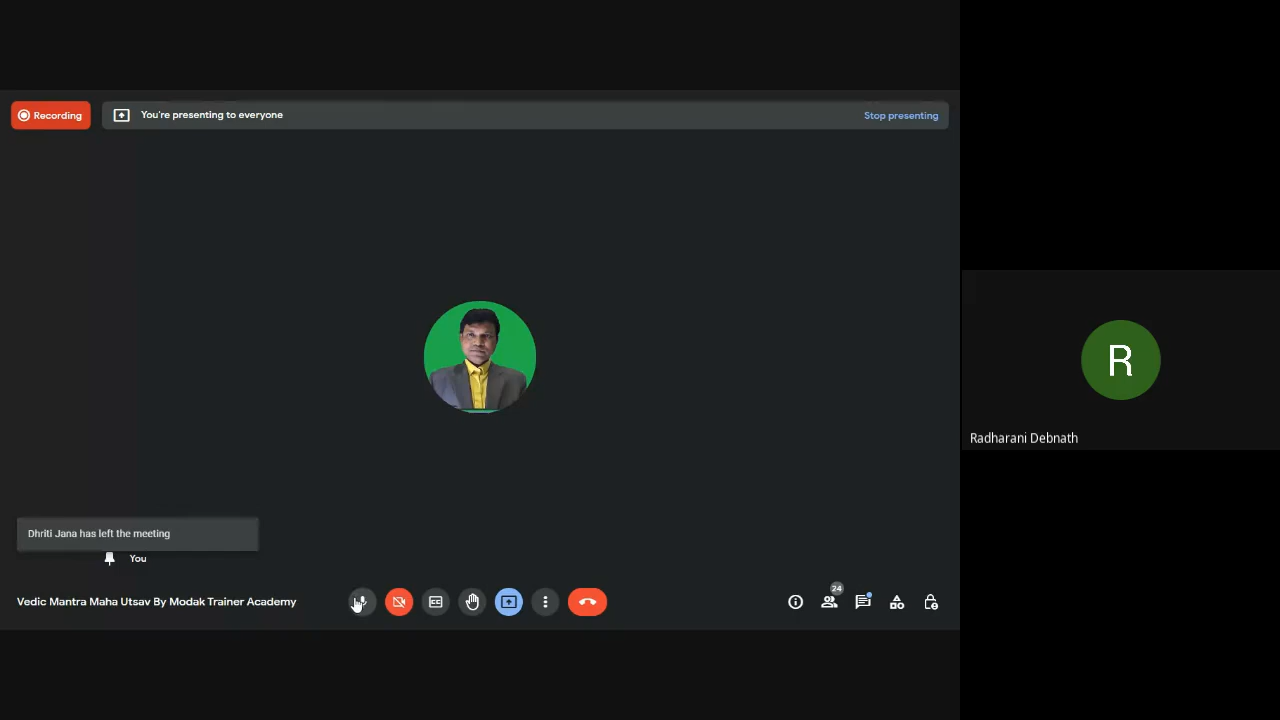 Recording
You're presenting to everyone
Stop presenting
R
Radharani Debnath
Dhriti Jana has left the meeting
You
Vedic Mantra Maha Utsav By Modak Trainer Academy
24